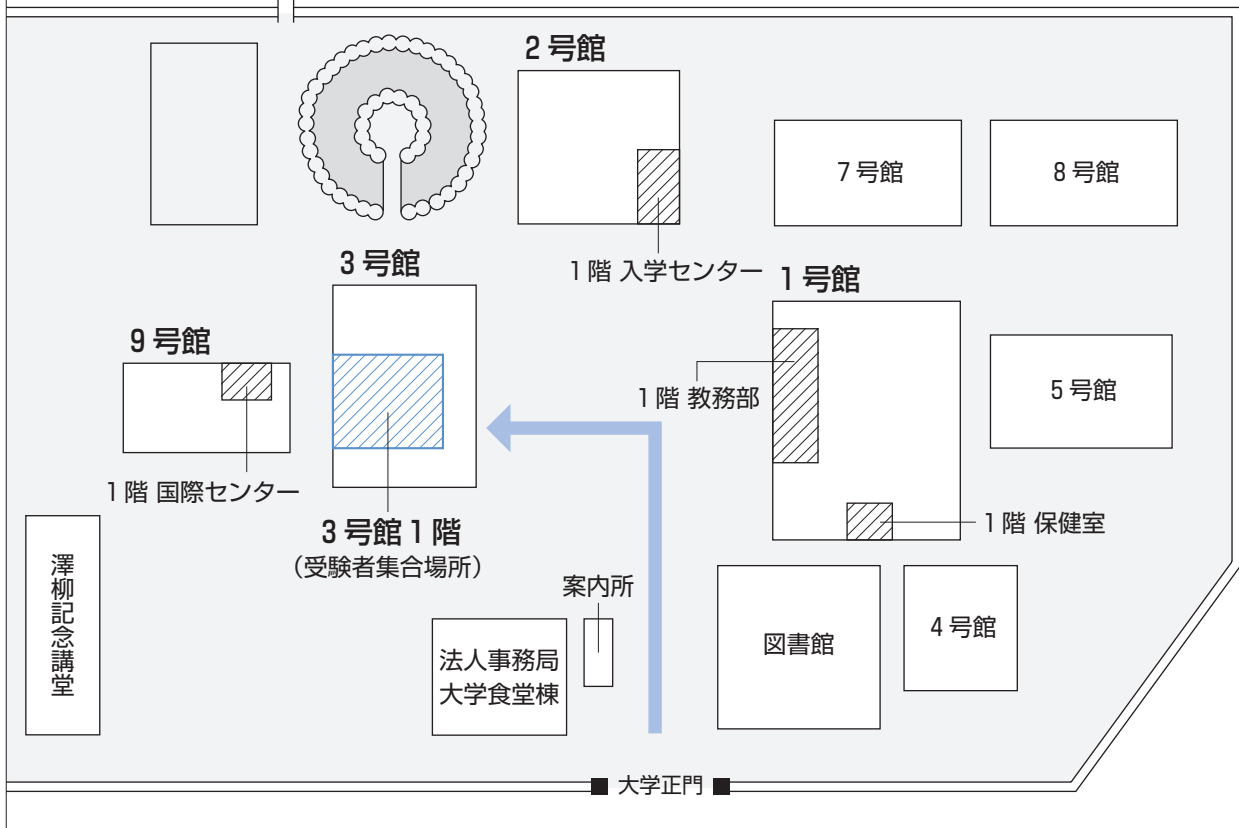 2号館
7号館
8号館
1階 入学センター
3号館
1号館
9号館
1階 教務部
5号館
1階 国際センター
3号館1階
(受験者集合場所)
1階 保健室
澤柳記念講堂
案内所
法人事務局
大学食堂棟
図書館
4号館
大学正門